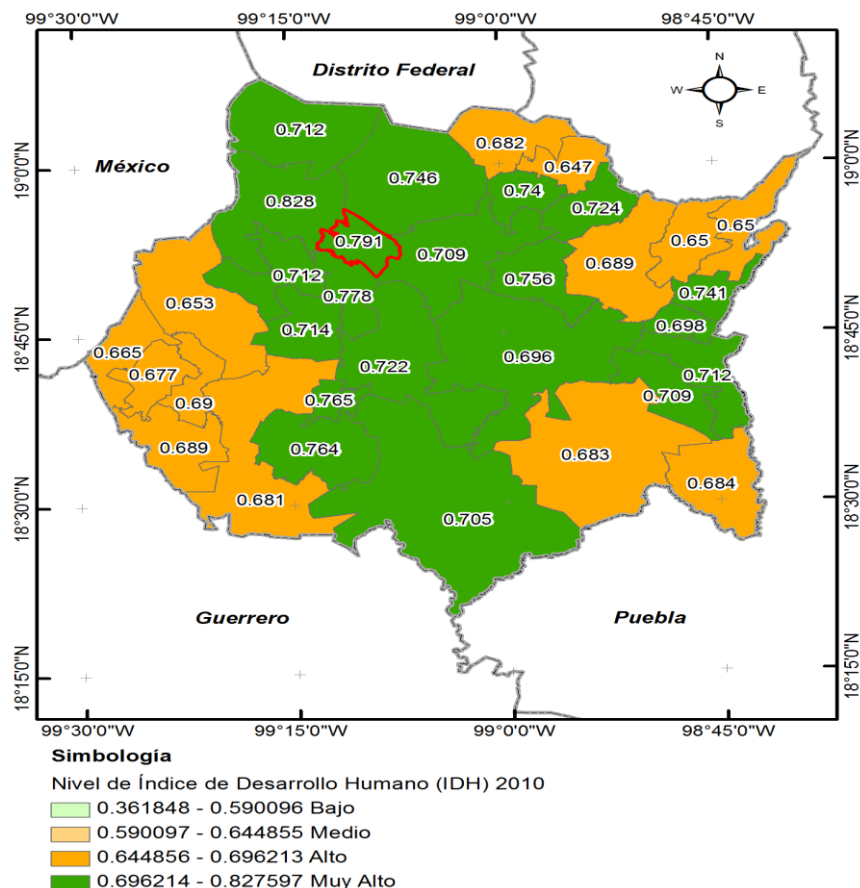 99°30'0"W 99°15'0"W 99°0'0"W 98°45'0"W
Distrito Federal
N
W E
S
México
19°0'0"N
19°0'0"N
0.712
0.682
0.647
0.746
0.74
0.724
0.828
0.65
0.65
0.791
0.709
0.689
0.712
0.756
0.741
0.778
0.653
0.698
0.714
18°45'0"N
18°45'0"N
0.696
0.665
0.722
0.677
0.712
0.709
0.69
0.765
0.689
0.764
0.683
0.681
0.684
18°30'0"N
18°30'0"N
0.705
Guerrero
Puebla
18°15'0"N
18°15'0"N
99°30'0"W 99°15'0"W 99°0'0"W 98°45'0"W
Simbología
Nivel de Índice de Desarrollo Humano (IDH) 2010
0.361848 - 0.590096 Bajo
0.590097 - 0.644855 Medio
0.644856 - 0.696213 Alto
0.696214 - 0.827597 Muy Alto